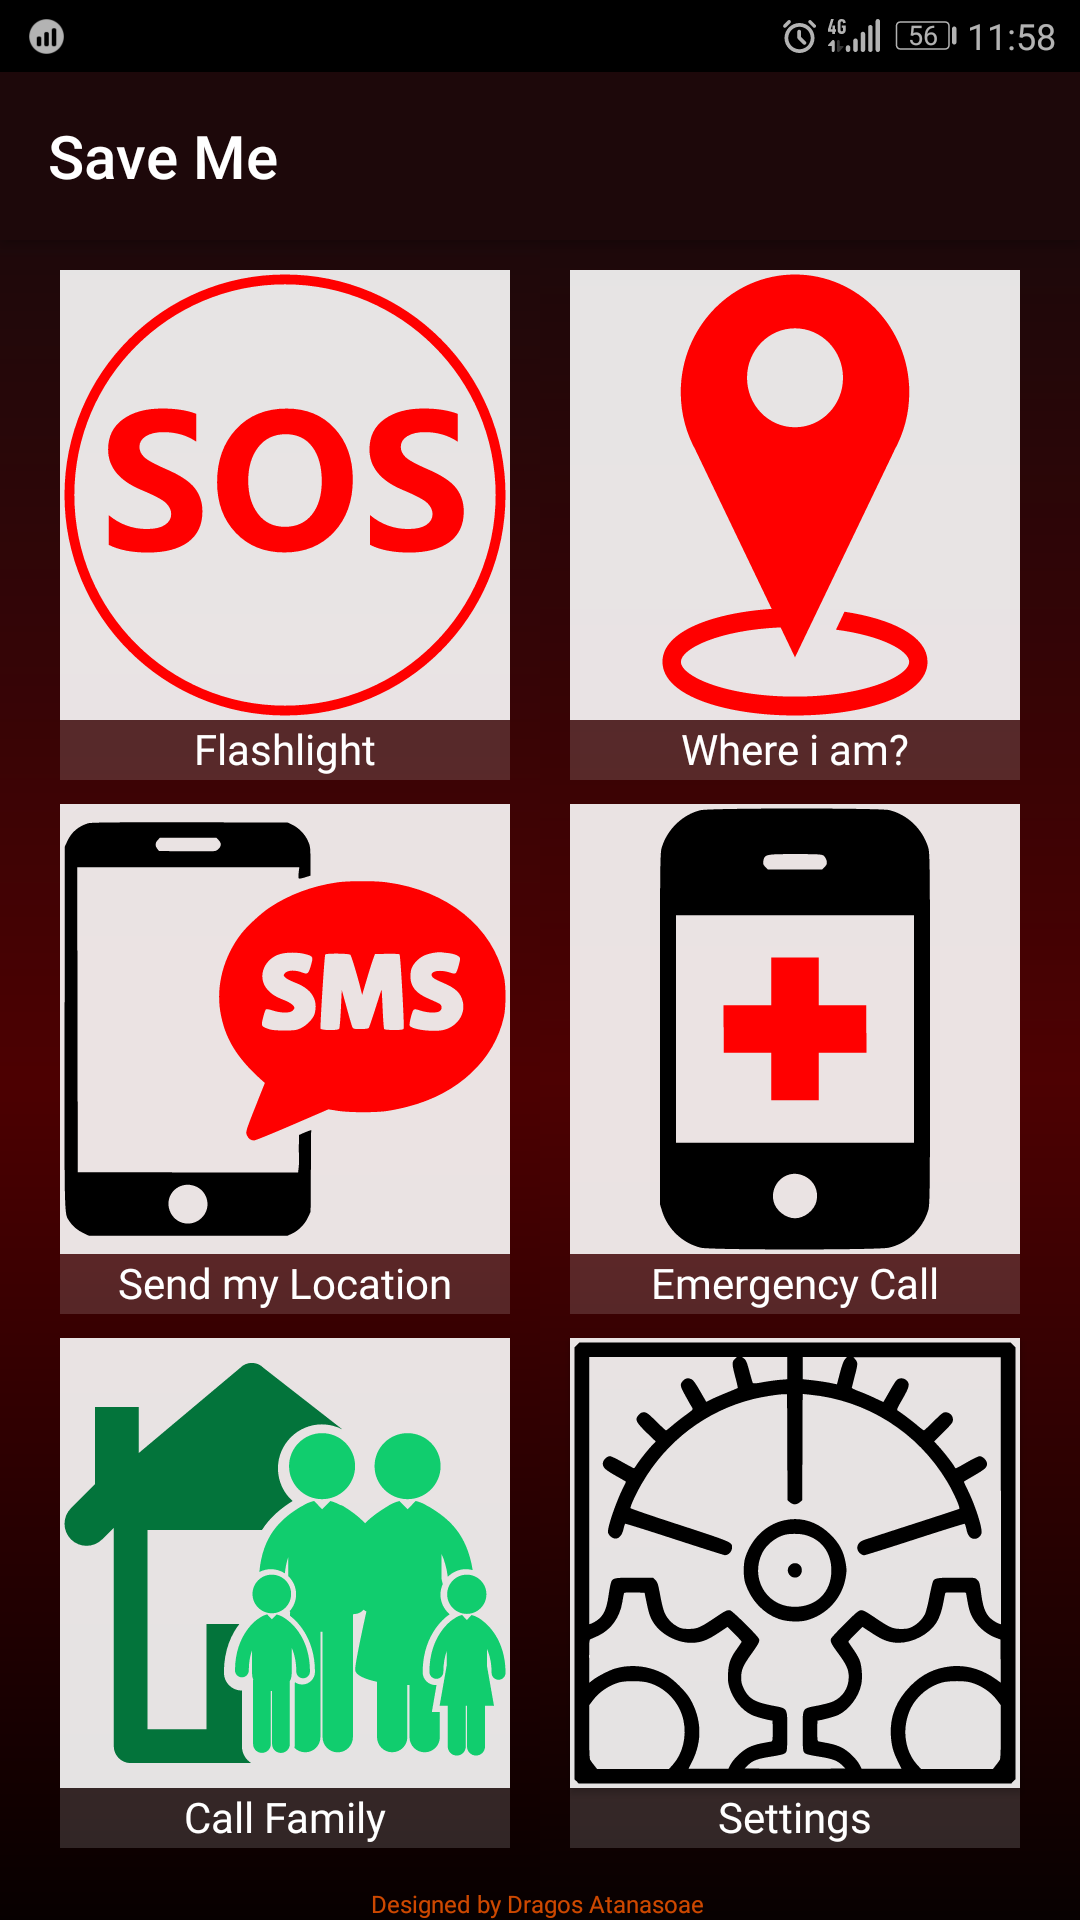 4G 56 11:58
Save Me
SOS
Flashlight
Where i am?
SMS
Send my Location
Emergency Call
Call Family
Settings
Designed by Dragos Atanasoae